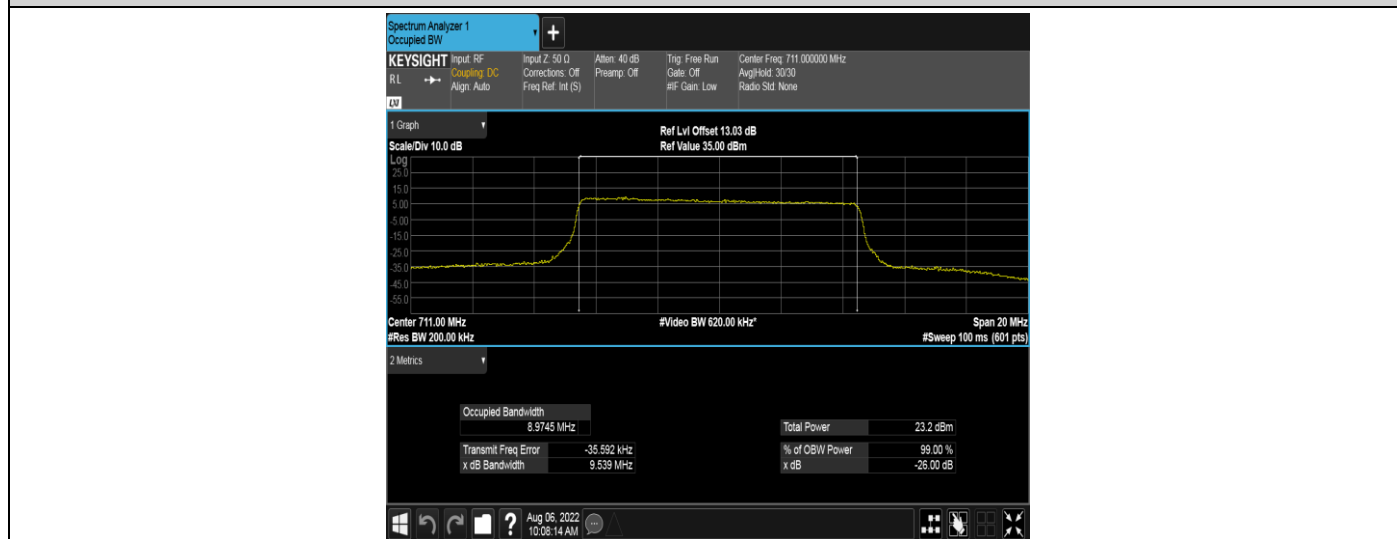 Spectrum Analyzer 1
Occupied BW
+
KEYSIGHT
RL
LXI
Input: RF
Coupling: DC
Align: Auto
Input Z: 50 Ω
Corrections: Off
Freq Ref: Int (S)
Atten: 40 dB
Preamp: Off
Trig: Free Run
Gate: Off
#IF Gain: Low
Center Freq: 711.000000 MHz
Avg|Hold: 30/30
Radio Std: None
1 Graph
Scale/Div 10.0 dB
Ref Lvl Offset 13.03 dB
Ref Value 35.00 dBm
Log
25.0
15.0
5.00
-5.00
-15.0
-25.0
-35.0
-45.0
-55.0
Center 711.00 MHz
#Video BW 620.00 kHz*
Span 20 MHz
#Res BW 200.00 kHz
#Sweep 100 ms (601 pts)
2 Metrics
Occupied Bandwidth
8.9745 MHz
Total Power 23.2 dBm
Transmit Freq Error -35.592 kHz
% of OBW Power 99.00 %
x dB Bandwidth 9.539 MHz
x dB -26.00 dB
?
Aug 06, 2022
10:08:14 AM